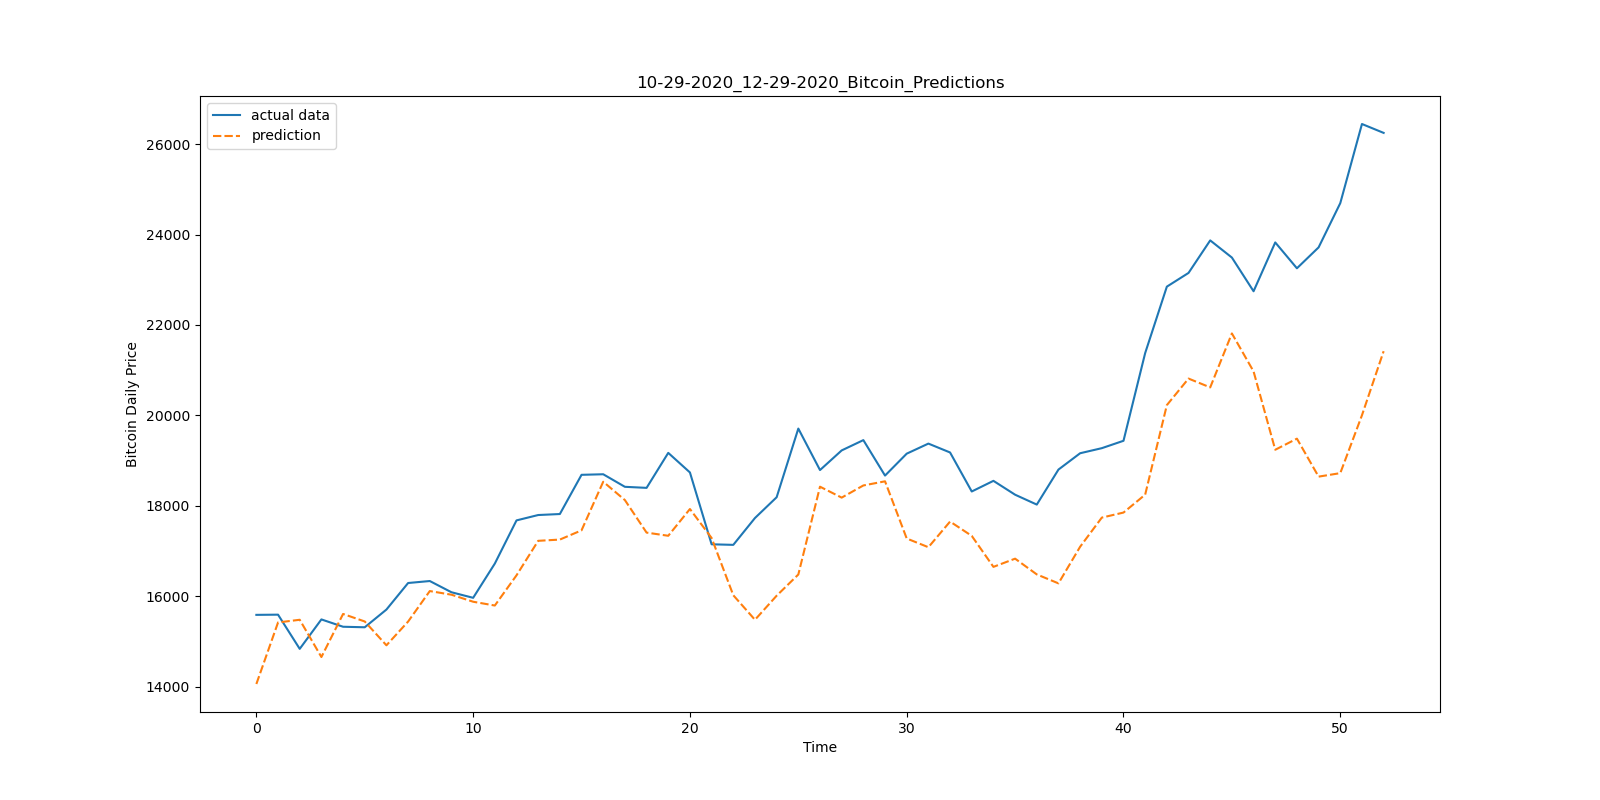 10-29-2020_12-29-2020_Bitcoin_Predictions
actual data
prediction
26000
24000
22000
20000
18000
16000
14000
Bitcoin Daily Price
0 10 20 30 40 50
Time